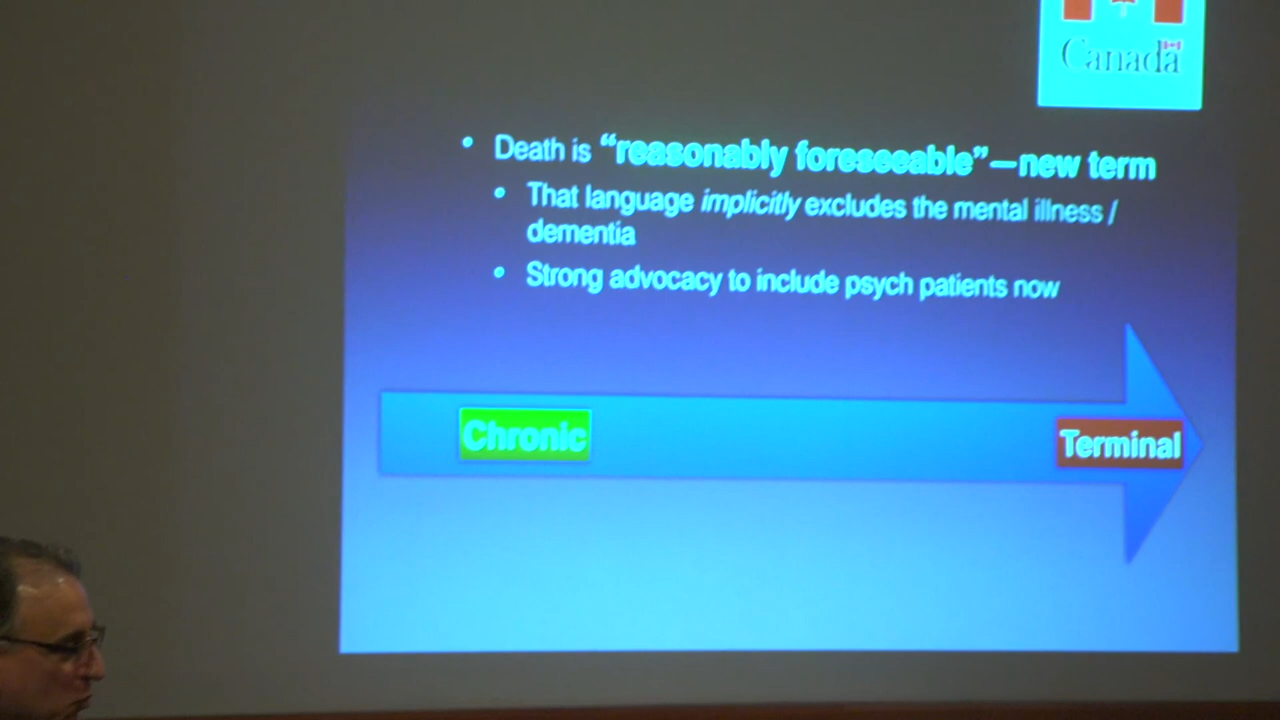 Canada
• Death is “reasonably foreseeable”—new term
• That language implicitly excludes the mental illness /
dementia
• Strong advocacy to include psych patients now
Chronic
Terminal